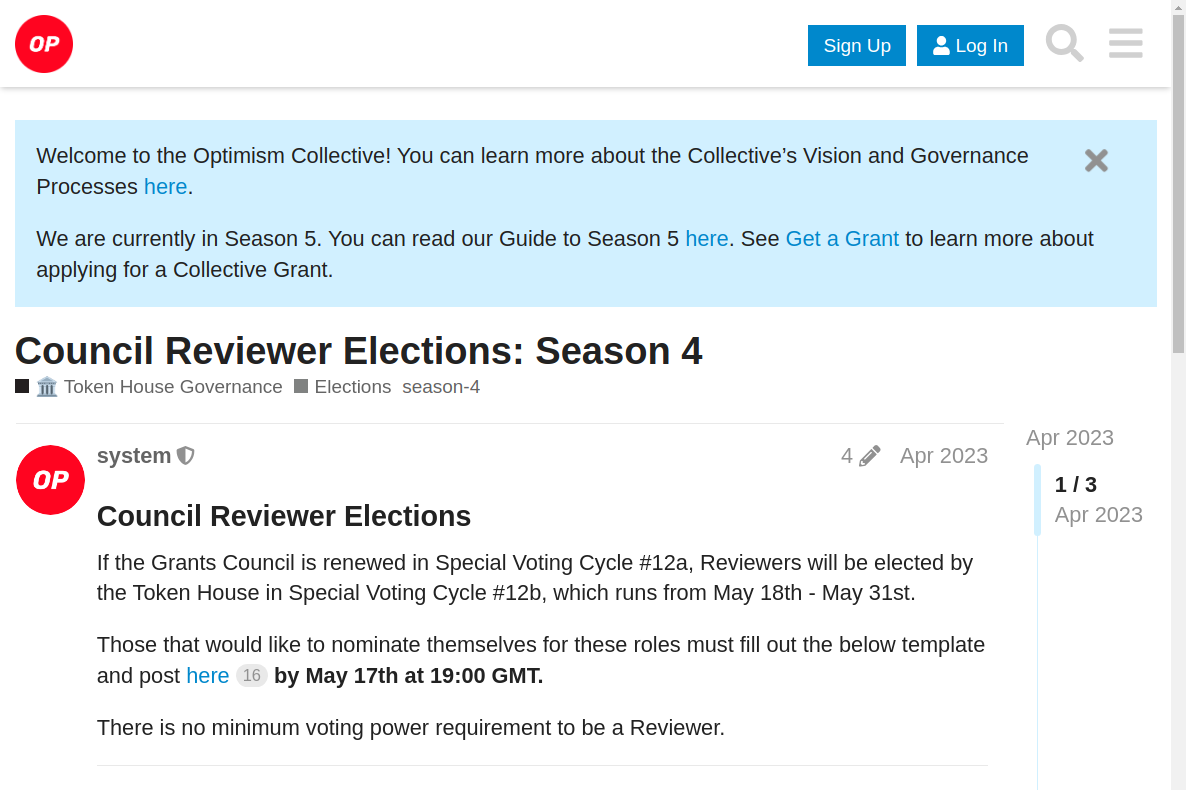 OP
Sign Up
Log In
Welcome to the Optimism Collective! You can learn more about the Collective’s Vision and Governance
Processes here.
We are currently in Season 5. You can read our Guide to Season 5 here. See Get a Grant to learn more about
applying for a Collective Grant.
Council Reviewer Elections: Season 4
Token House Governance Elections season-4
system 4 Apr 2023
OP
Council Reviewer Elections
If the Grants Council is renewed in Special Voting Cycle #12a, Reviewers will be elected by
the Token House in Special Voting Cycle #12b, which runs from May 18th - May 31st.
Those that would like to nominate themselves for these roles must fill out the below template
and post here 16 by May 17th at 19:00 GMT.
There is no minimum voting power requirement to be a Reviewer.
Apr 2023
1 / 3
Apr 2023